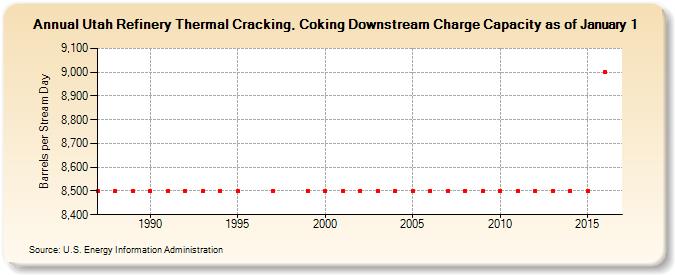 Annual Utah Refinery Thermal Cracking, Coking Downstream Charge Capacity as of January 1
Barrels per Stream Day
9,100
9,000
8,900
8,800
8,700
8,600
8,500
8,400
1990 1995 2000 2005 2010 2015
Source: U.S. Energy Information Administration